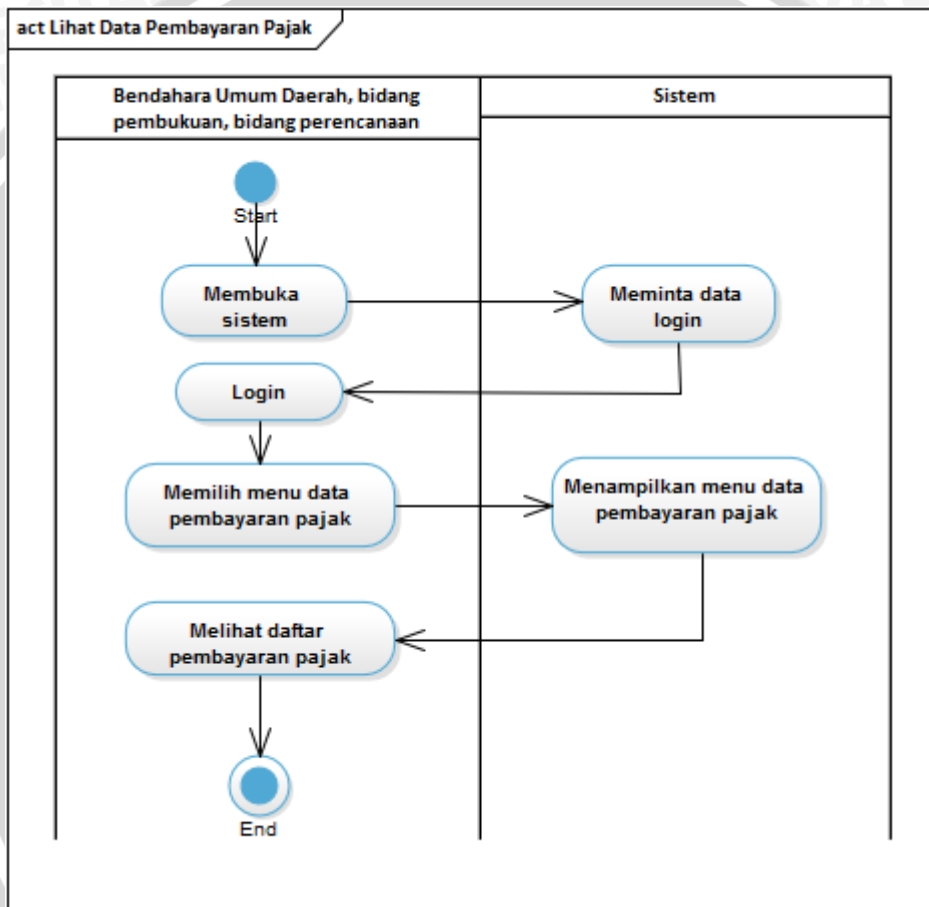 act Lihat Data Pembayaran Pajak
Bendahara Umum Daerah, bidang
pembukuan, bidang perencanaan
Sistem
Start
Membuka
sistem
Meminta data
login
Login
Memilih menu data
pembayaran pajak
Menampilkan menu data
pembayaran pajak
Melihat daftar
pembayaran pajak
End